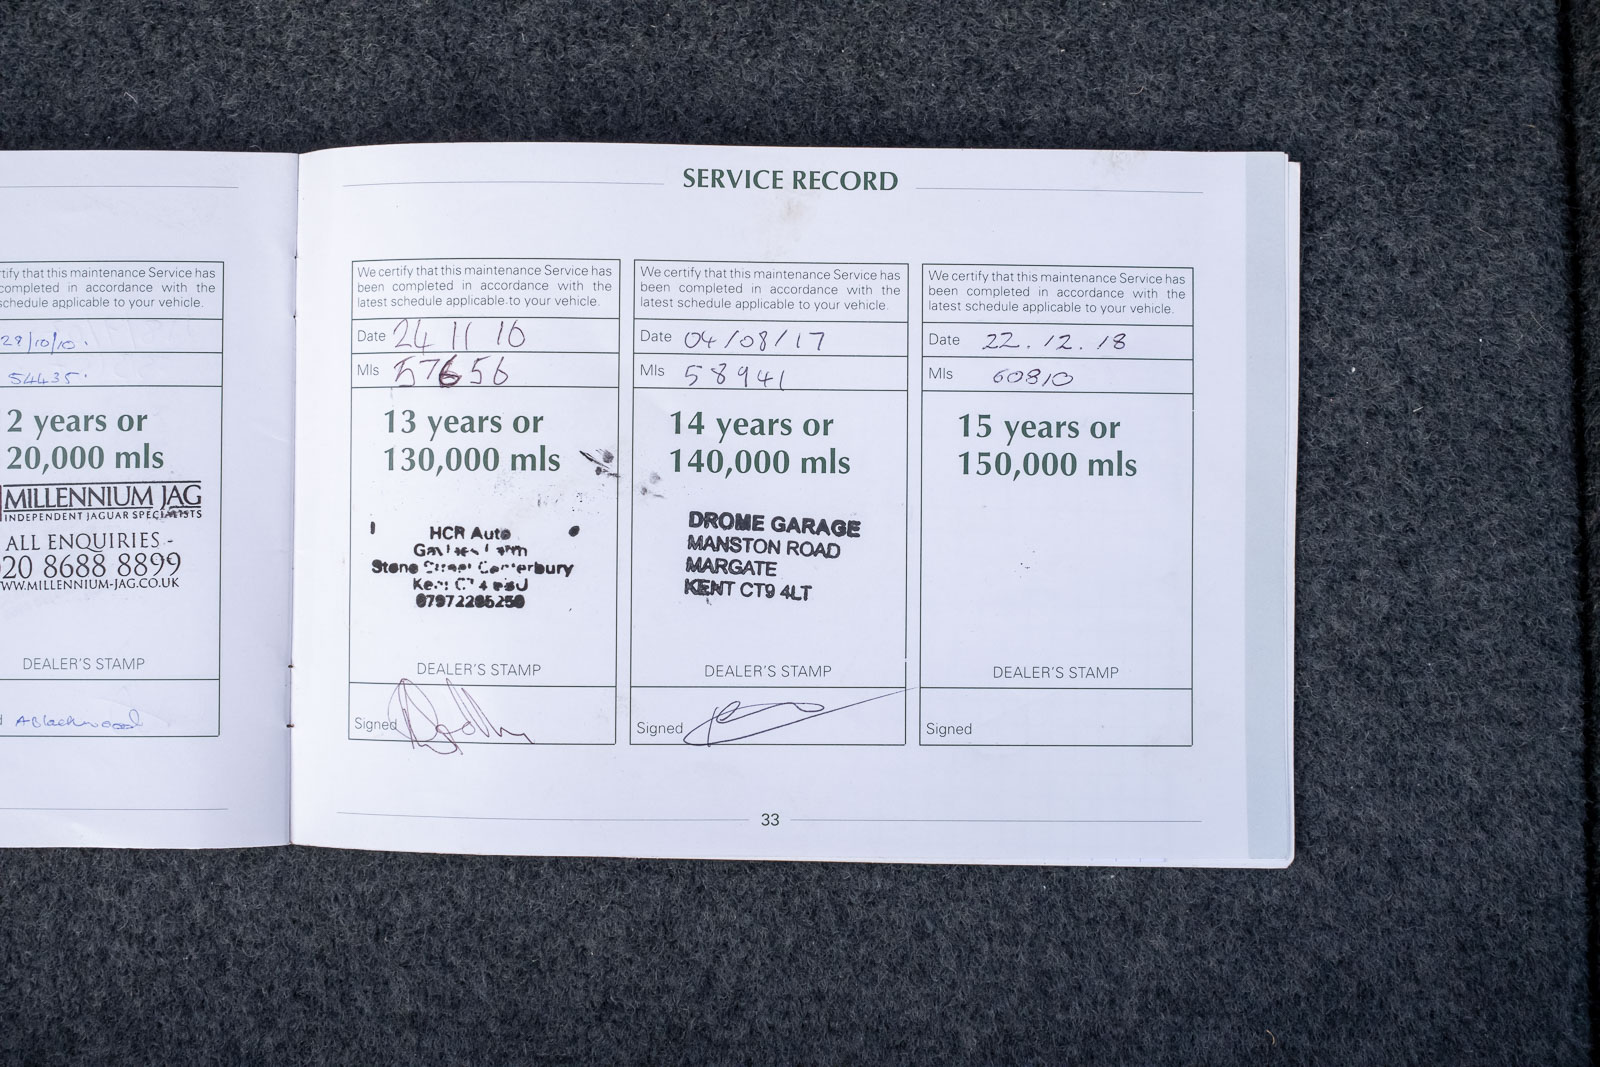 SERVICE RECORD
tify that this maintenance Service has
completed in accordance with the
schedule applicable to your vehicle.
28/10/10.
54435.
2 years or
20,000 mls
MILLENNIUM JAG
INDEPENDENT JAGUAR SPECIALISTS
ALL ENQUIRIES -
20 8688 8899
WWW.MILLENNIUM-JAG.CO.UK
DEALER'S STAMP
ABlackwood
We certify that this maintenance Service has
been completed in accordance with the
latest schedule applicable to your vehicle.
Date 24 11 16
Mls 57656
13 years or
130,000 mls
HCR Auto
Stone Street Canterbury
Kent
DEALER'S STAMP
Signed
We certify that this maintenance Service has
been completed in accordance with the
latest schedule applicable to your vehicle.
Date 04/08/17
Mls 58941
14 years or
140,000 mls
DROME GARAGE
MANSTON ROAD
MARGATE
KENT CT9 4LT
DEALER'S STAMP
Signed
We certify that this maintenance Service has
been completed in accordance with the
latest schedule applicable to your vehicle.
Date 22.12.18
Mls 60810
15 years or
150,000 mls
DEALER'S STAMP
Signed
33